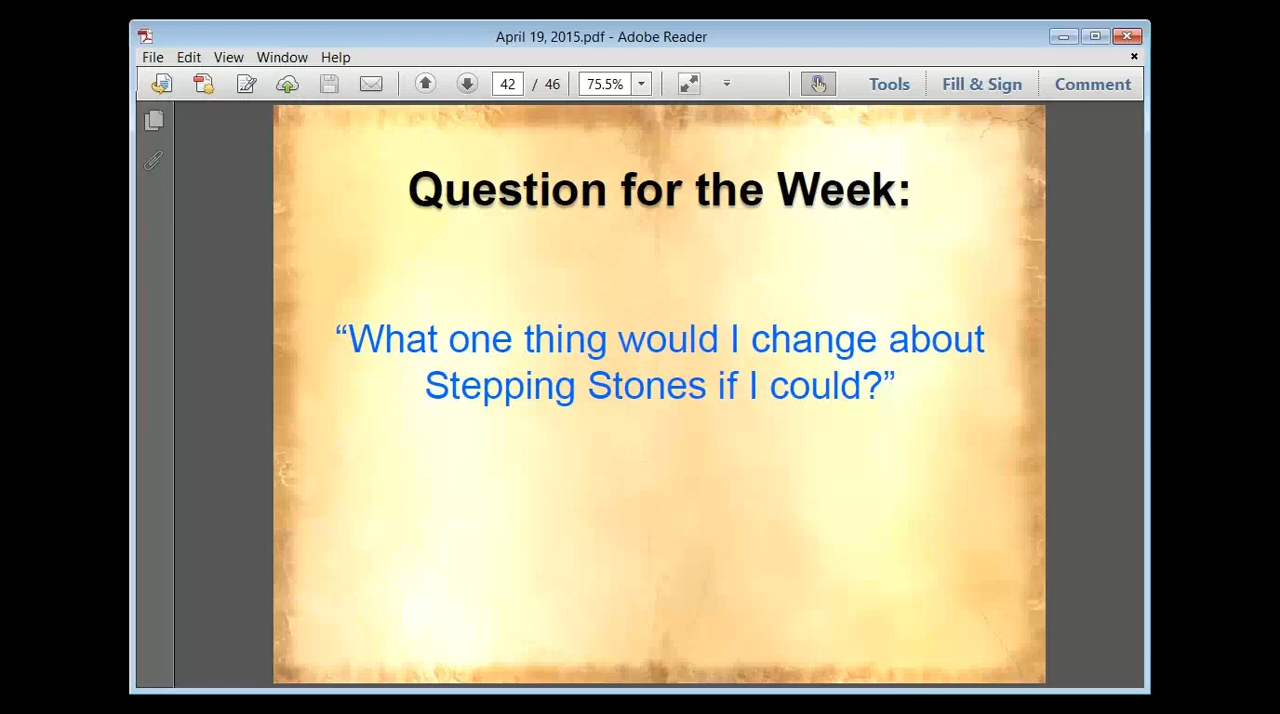 April 19, 2015.pdf - Adobe Reader
File Edit View Window Help
42 / 46 75.5% Tools Fill & Sign Comment
Question for the Week:
“What one thing would I change about
Stepping Stones if I could?”